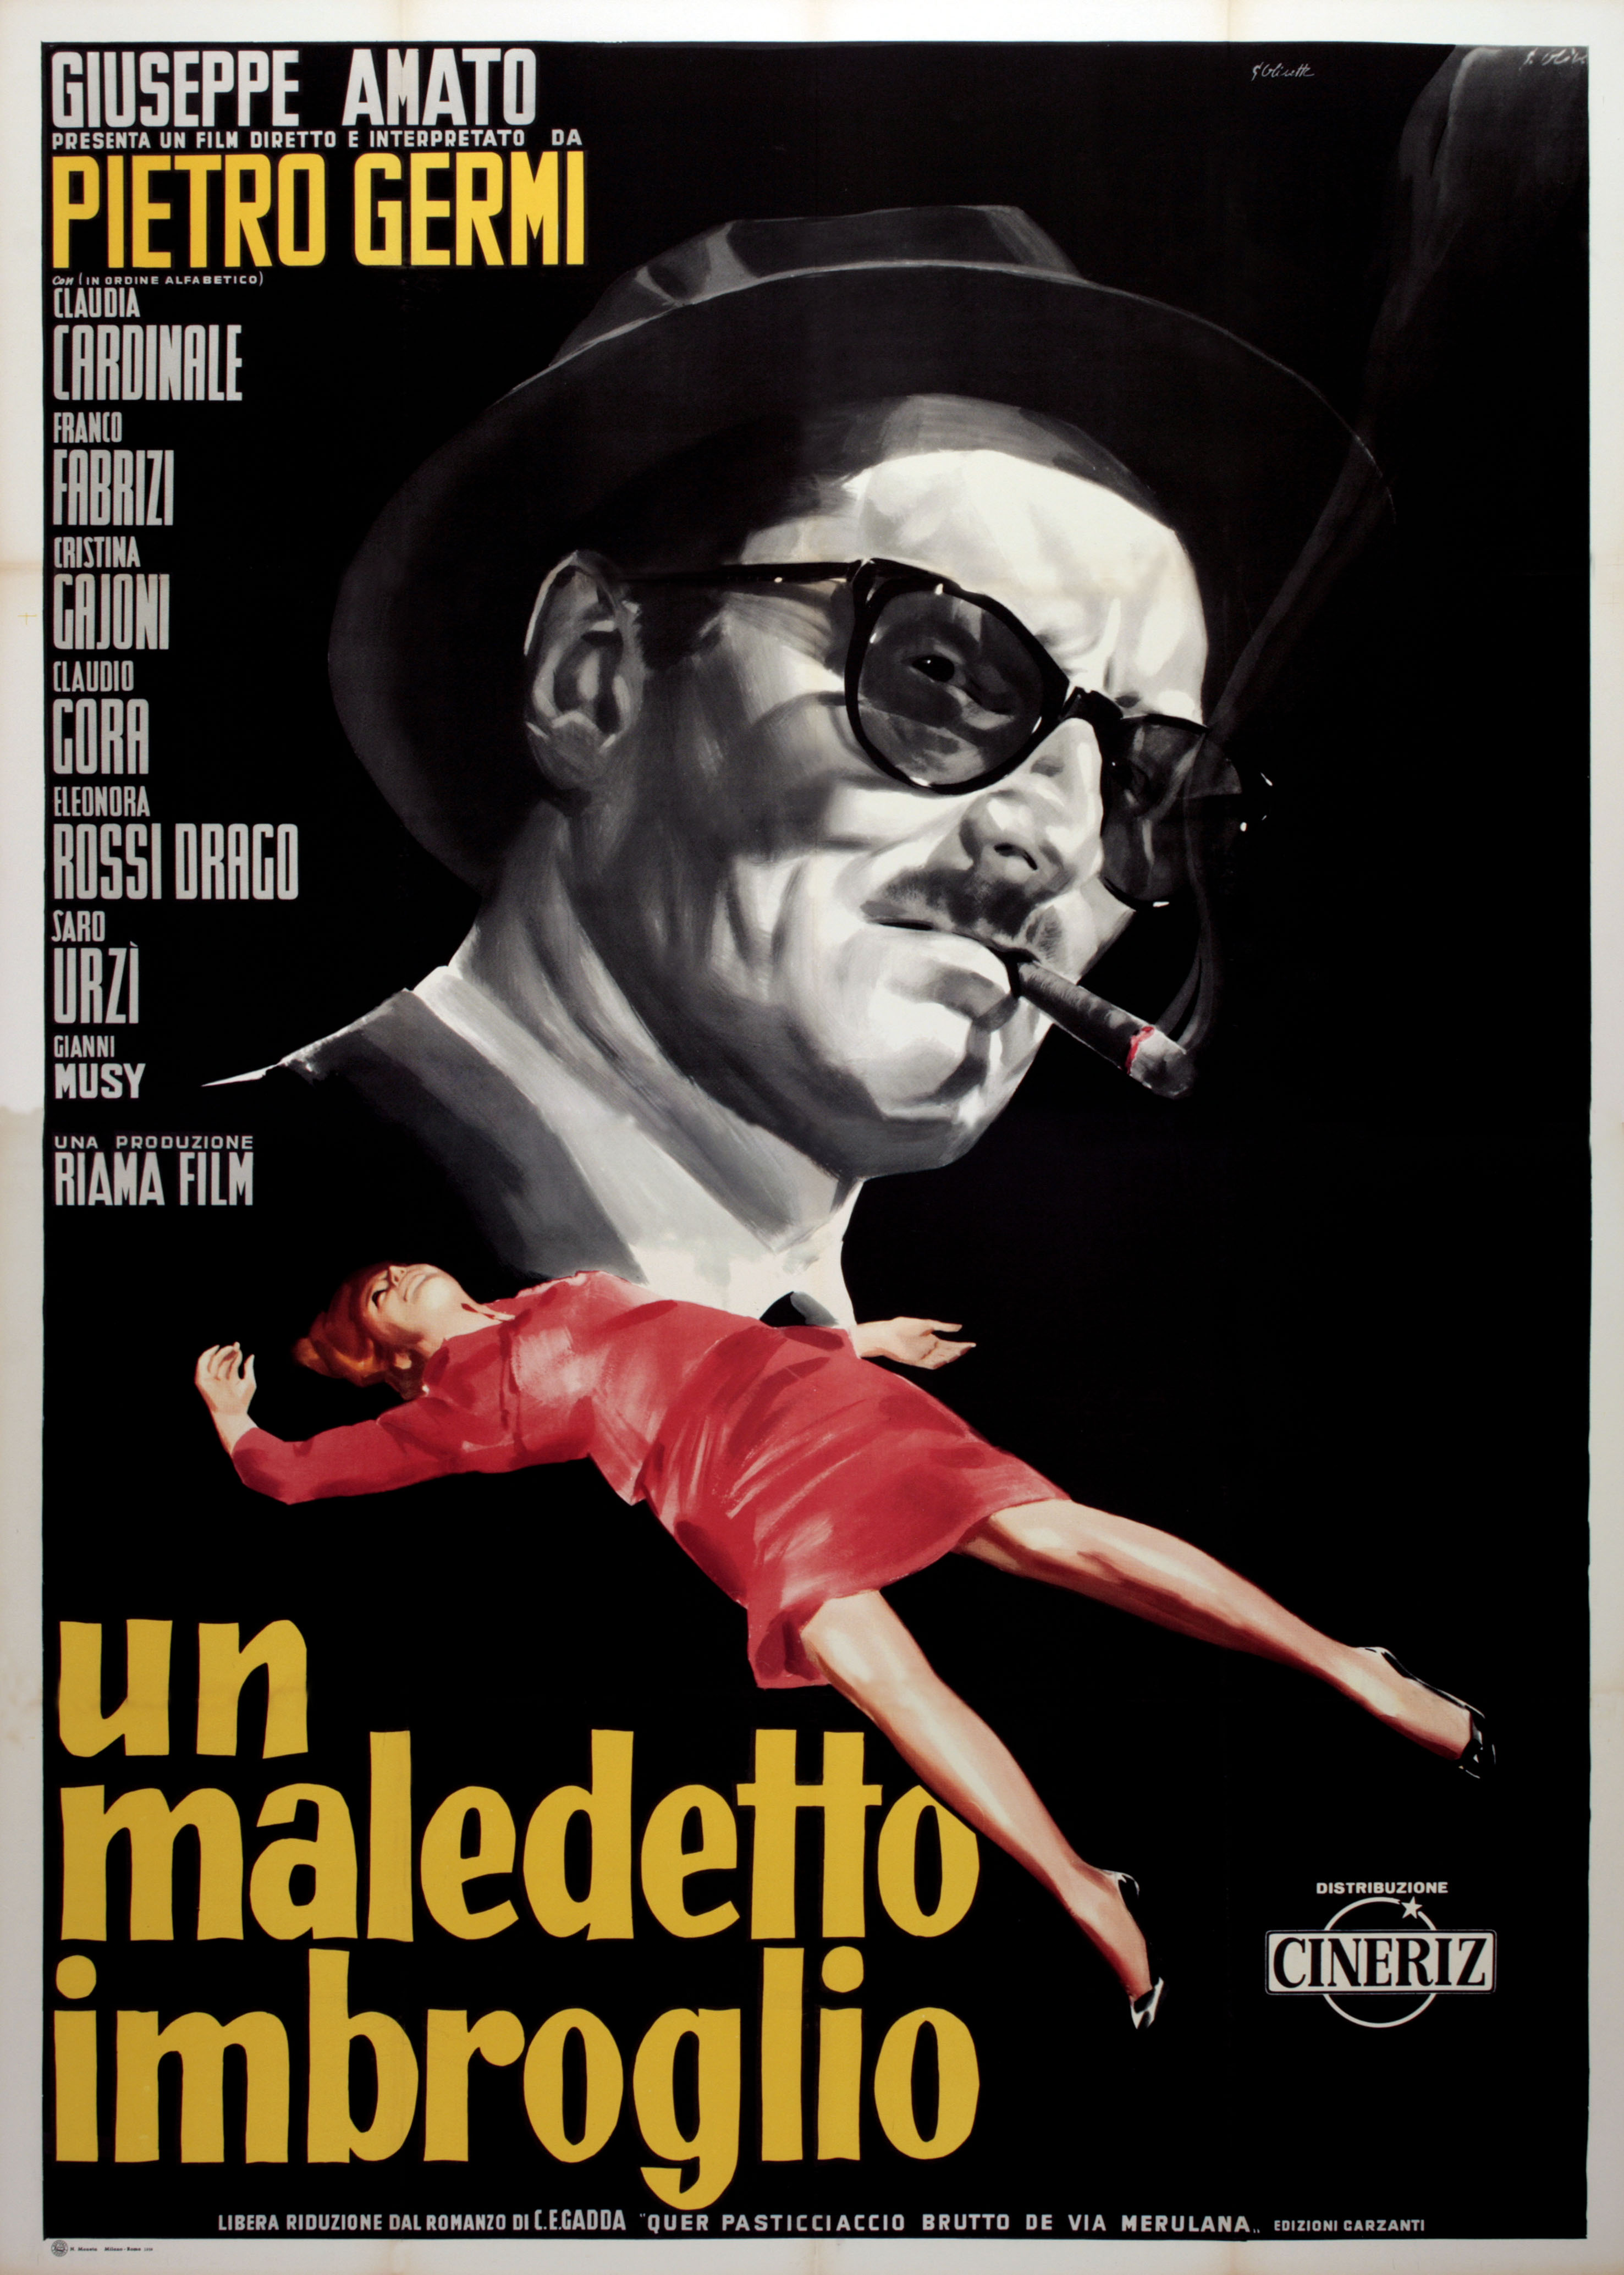 GIUSEPPE AMATO
PRESENTA UN FILM DIRETTO E INTERPRETATO DA
PIETRO GERMI
con (IN ORDINE ALFABETICO)
CLAUDIA
CARDINALE
FRANCO
FABRIZI
CRISTINA
GAJONI
CLAUDIO
GORA
ELEONORA
ROSSI DRAGO
SARO
URZÌ
GIANNI
MUSY
UNA PRODUZIONE
RIAMA FILM
un
maledetto
imbroglio
DISTRIBUZIONE
CINERIZ
LIBERA RIDUZIONE DAL ROMANZO DI C.E.GADDA "QUER PASTICCIACCIO BRUTTO DE VIA MERULANA„ EDIZIONI GARZANTI
Milano - Roma